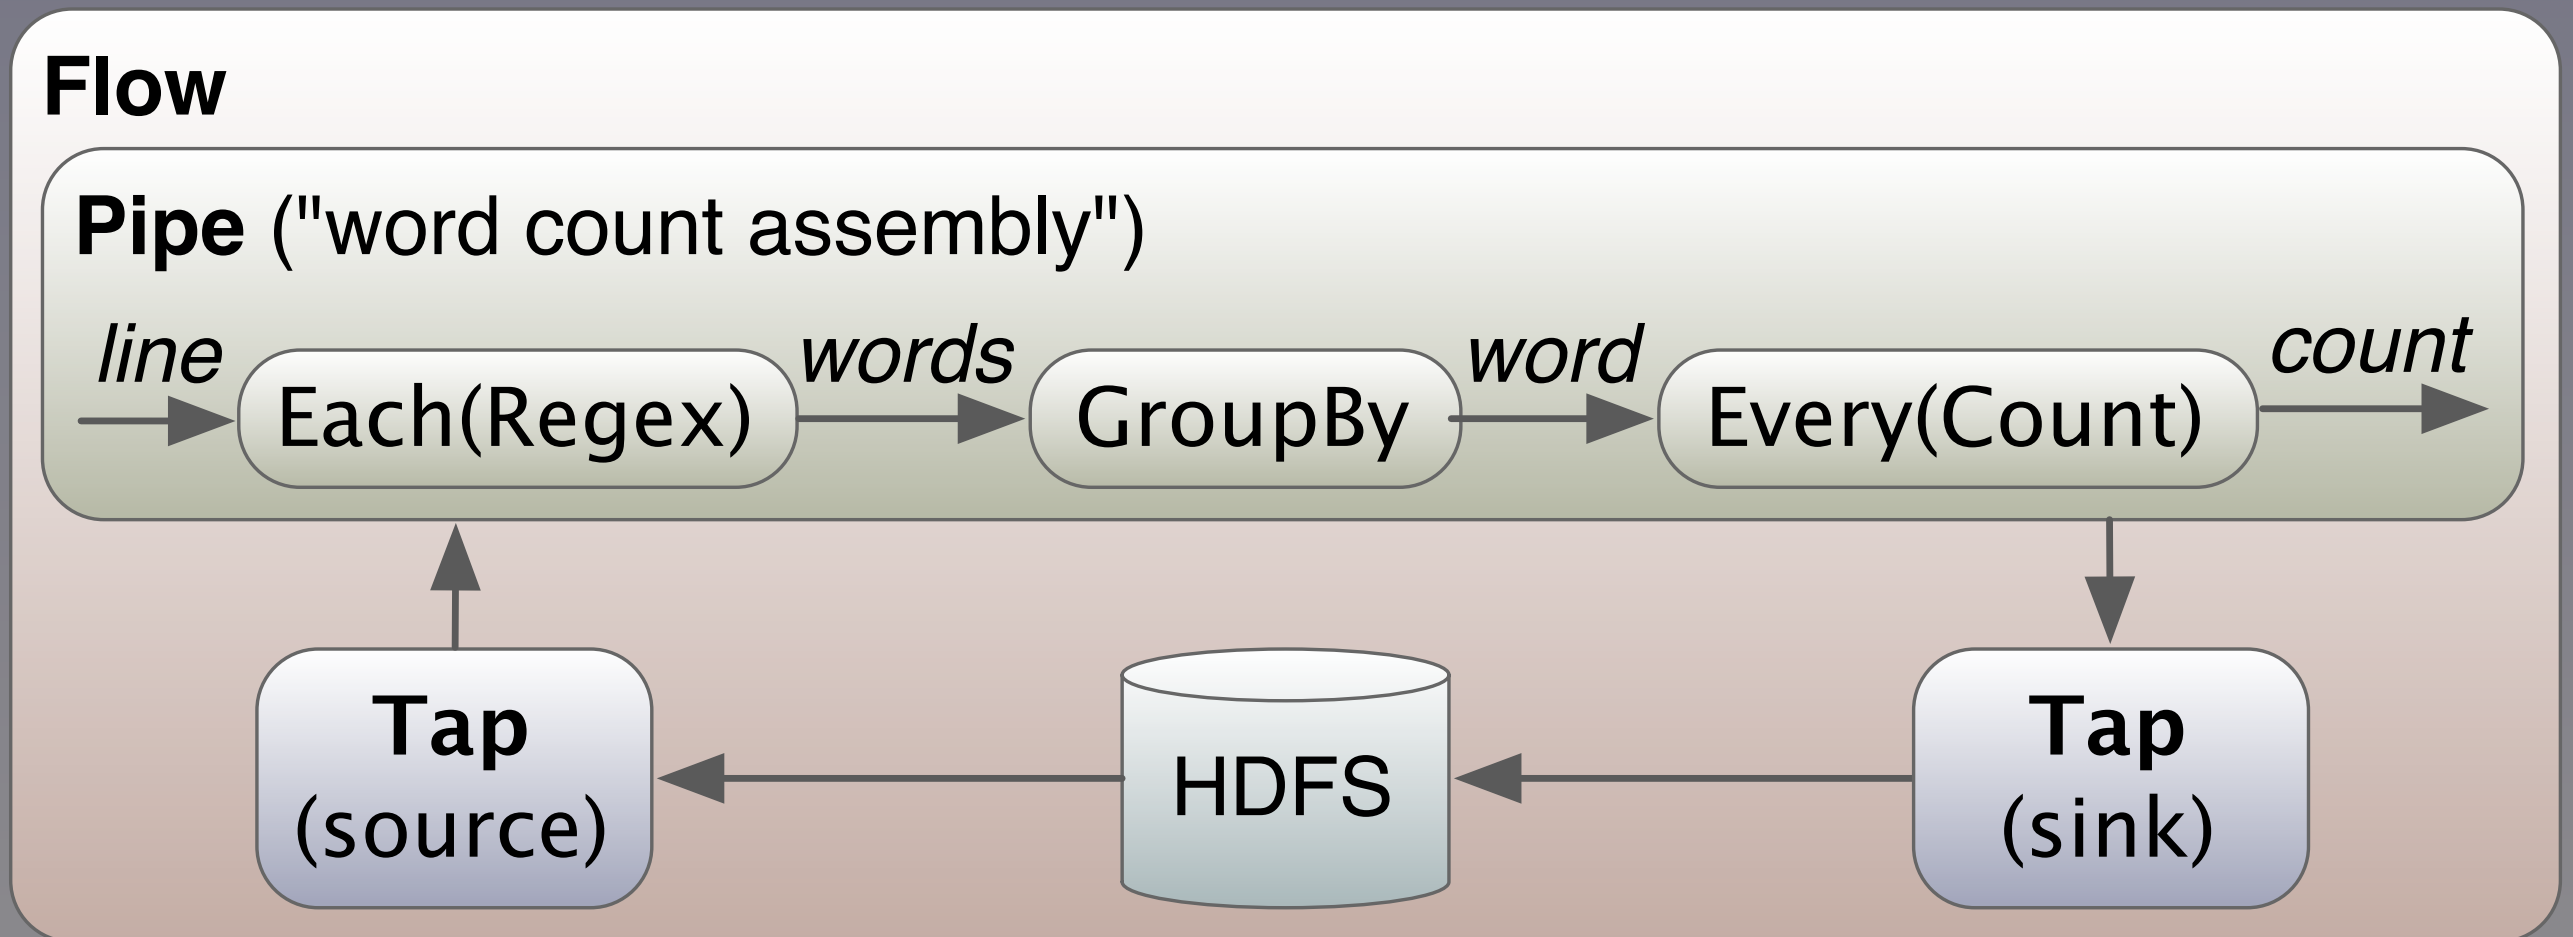 Flow
Pipe ("word count assembly")
line
Each(Regex)
words
GroupBy
word
Every(Count)
count
Tap
(source)
HDFS
Tap
(sink)